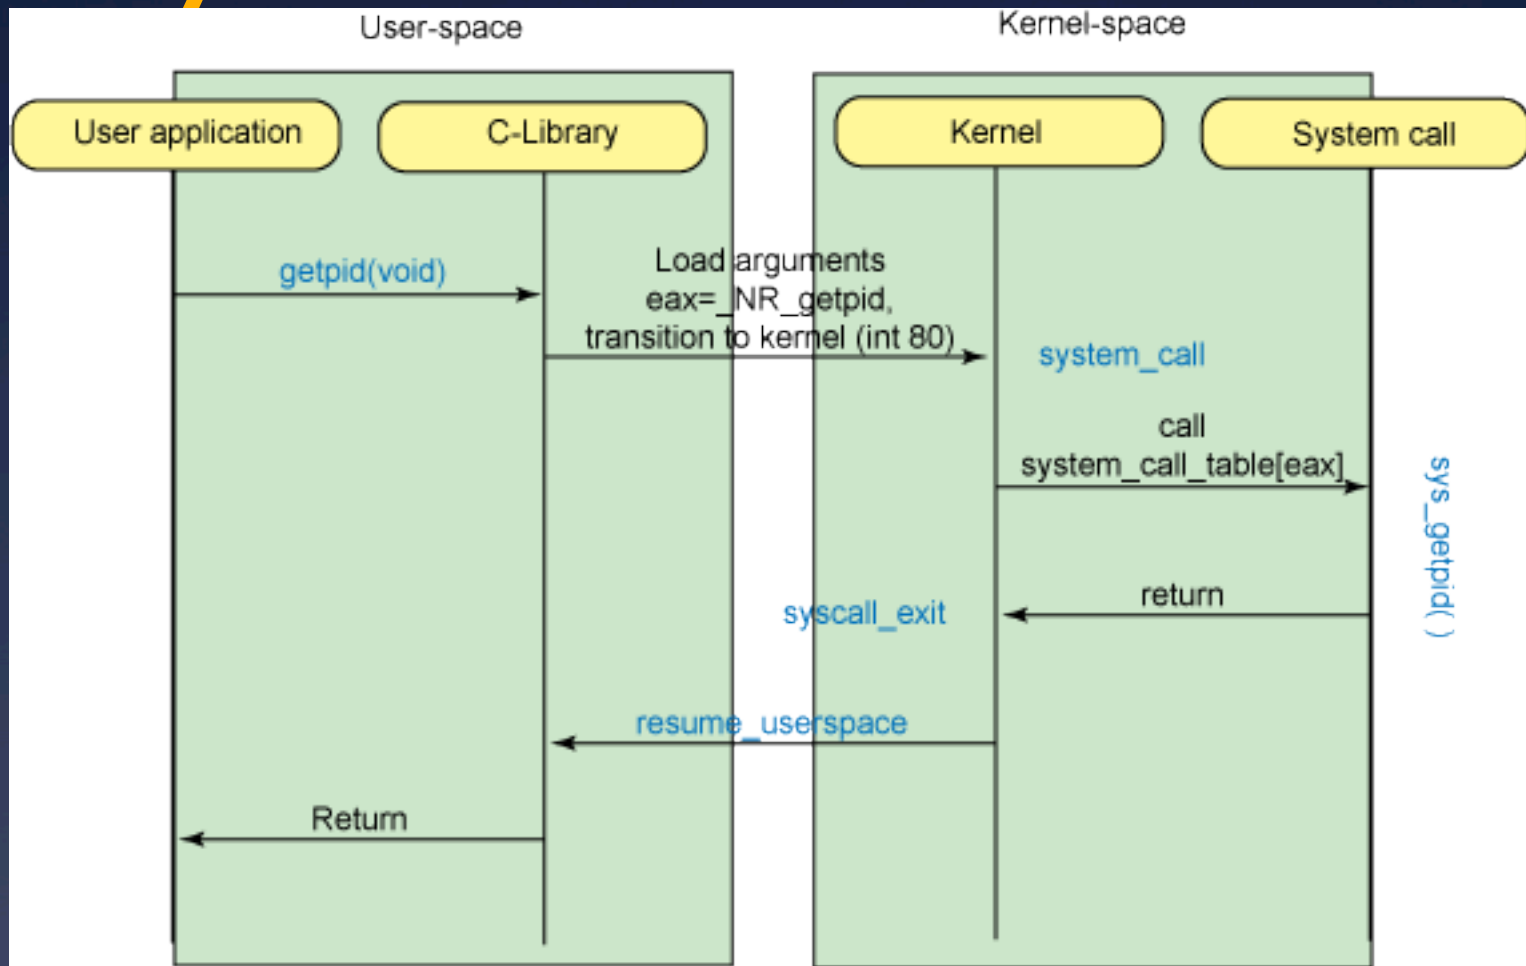 User-space
Kernel-space
User application
C-Library
Kernel
System call
getpid(void)
Load arguments
eax=_NR_getpid,
transition to kernel (int 80)
system_call
call
system_call_table[eax]
sys_getpid( )
return
syscall_exit
resume_userspace
Return